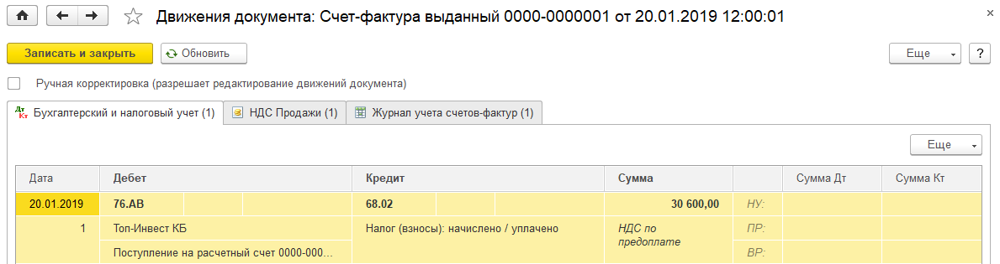 Движения документа: Счет-фактура выданный 0000-0000001 от 20.01.2019 12:00:01
Записать и закрыть Обновить Еще ?
Ручная корректировка (разрешает редактирование движений документа)
Дт Кт Бухгалтерский и налоговый учет (1) НДС Продажи (1) Журнал учета счетов-фактур (1)
Еще
Дата Дебет Кредит Сумма Сумма Дт Сумма Кт
20.01.2019 76.АВ 68.02 30 600,00 НУ:
1 Топ-Инвест КБ Налог (взносы): начислено / уплачено НДС по ПР:
предоплате
Поступление на расчетный счет 0000-000... ВР: